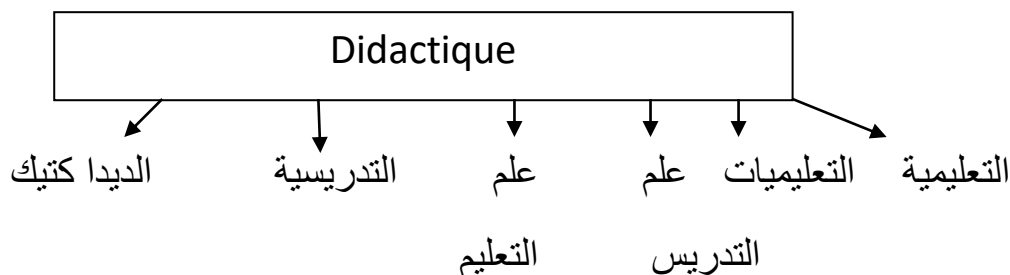 Didactique
التعليمية التعليميات علم علم التدريسية الديدا كتيك
التدريس التعليم